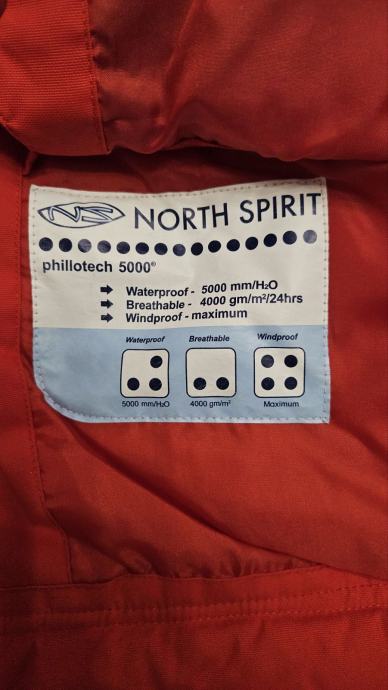 NS NORTH SPIRIT
phillotech 5000®
Waterproof - 5000 mm/H₂O
Breathable - 4000 gm/m²/24hrs
Windproof - maximum
Waterproof Breathable Windproof
5000 mm/H₂O 4000 gm/m² Maximum